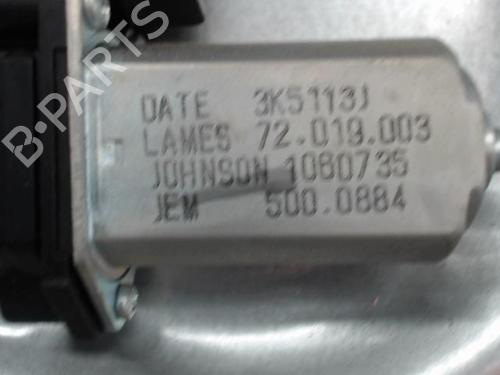 DATE 3K5113J
LAMES 72.019.003
JOHNSON 1060735
JEM 500.0884
B-PARTS